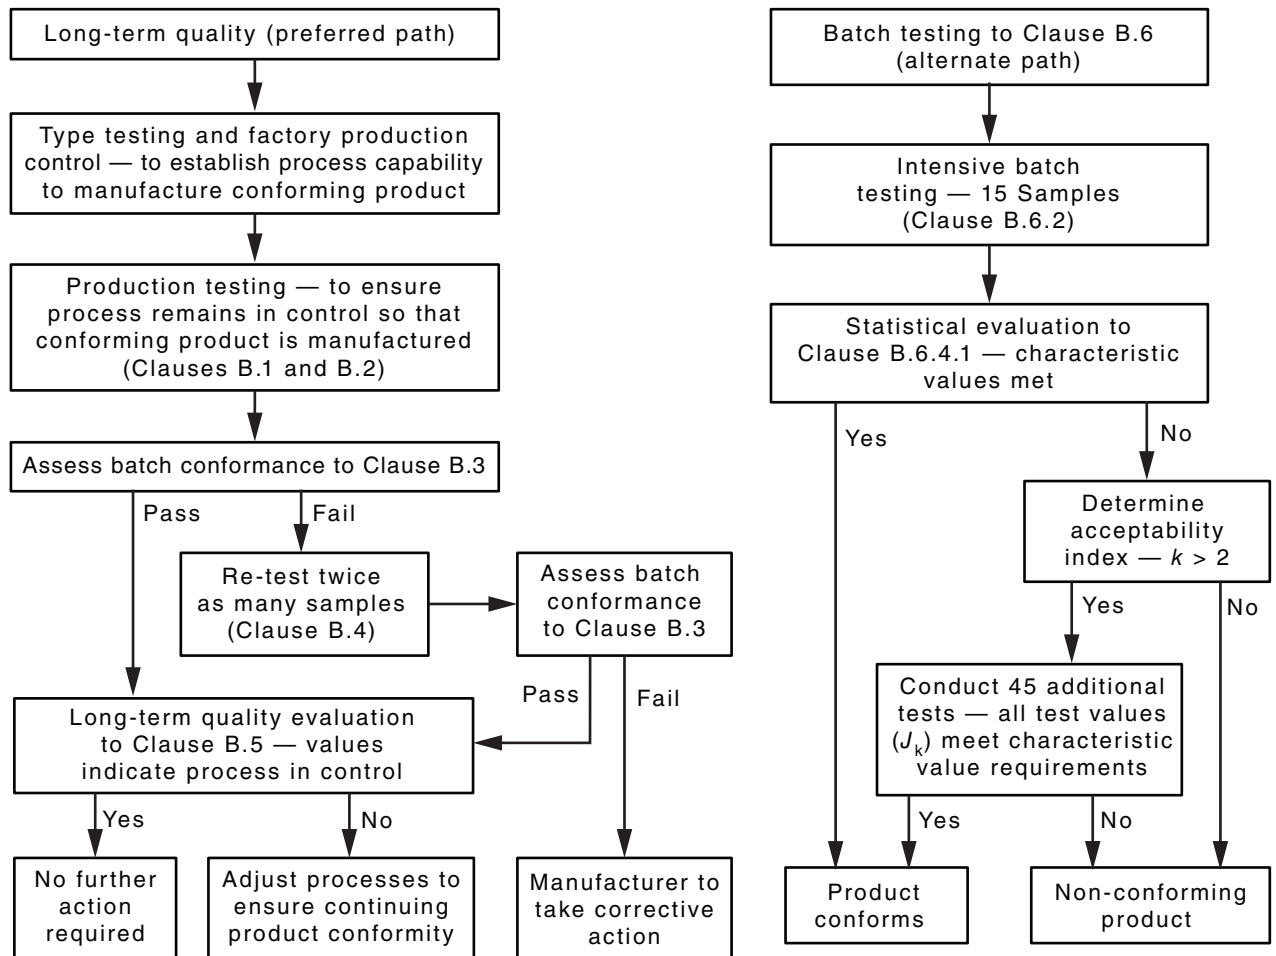 Long-term quality (preferred path)
Type testing and factory production
control — to establish process capability
to manufacture conforming product
Production testing — to ensure
process remains in control so that
conforming product is manufactured
(Clauses B.1 and B.2)
Assess batch conformance to Clause B.3
Pass
Fail
Re-test twice
as many samples
(Clause B.4)
Assess batch
conformance
to Clause B.3
Pass
Fail
Long-term quality evaluation
to Clause B.5 — values
indicate process in control
Yes
No
No further
action
required
Adjust processes to
ensure continuing
product conformity
Manufacturer to
take corrective
action
Batch testing to Clause B.6
(alternate path)
Intensive batch
testing — 15 Samples
(Clause B.6.2)
Statistical evaluation to
Clause B.6.4.1 — characteristic
values met
Yes
No
Determine
acceptability
index — k > 2
Yes
No
Conduct 45 additional
tests — all test values
(Jk) meet characteristic
value requirements
Yes
No
Product
conforms
Non-conforming
product